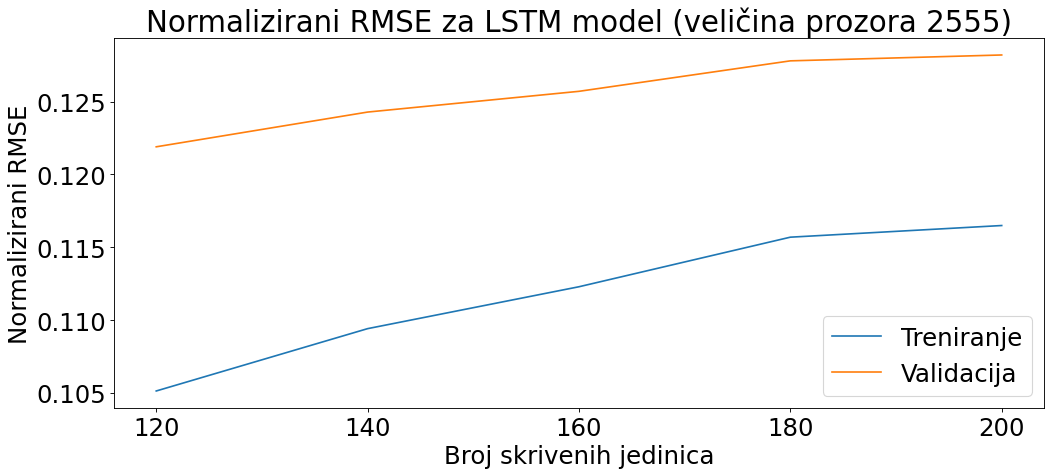 Normalizirani RMSE za LSTM model (veličina prozora 2555)
Normalizirani RMSE
0.125
0.120
0.115
0.110
0.105
120 140 160 180 200
Broj skrivenih jedinica
Treniranje
Validacija